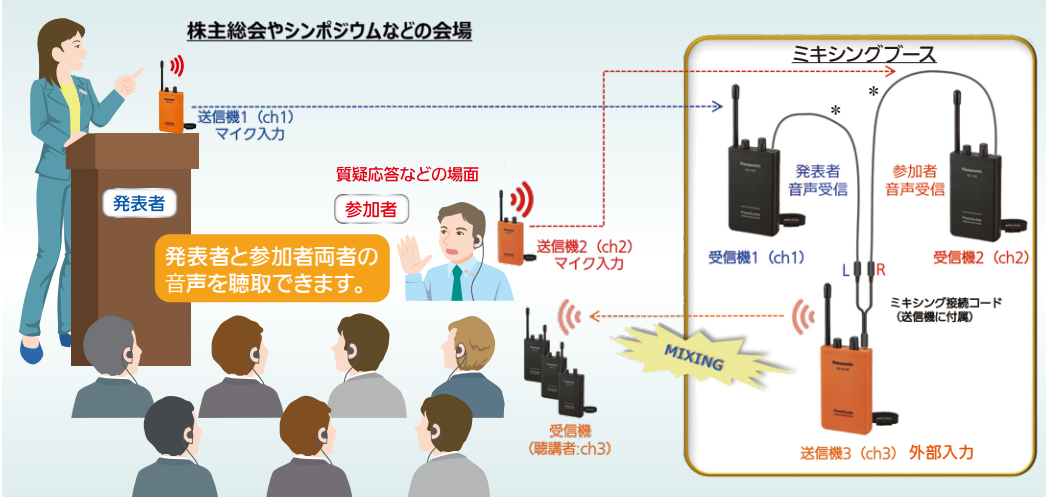 株主総会やシンポジウムなどの会場
ミキシングブース
送信機1（ch1）
マイク入力
発表者
質疑応答などの場面
参加者
発表者と参加者両者の
音声を聴取できます。
送信機2（ch2）
マイク入力
*
*
発表者
音声受信
参加者
音声受信
Panasonic
Panasonic
受信機1（ch1）
受信機2（ch2）
L
R
ミキシング接続コード
（送信機に付属）
MIXING
Panasonic
PanaGuide
受信機
（聴講者:ch3）
送信機3（ch3） 外部入力